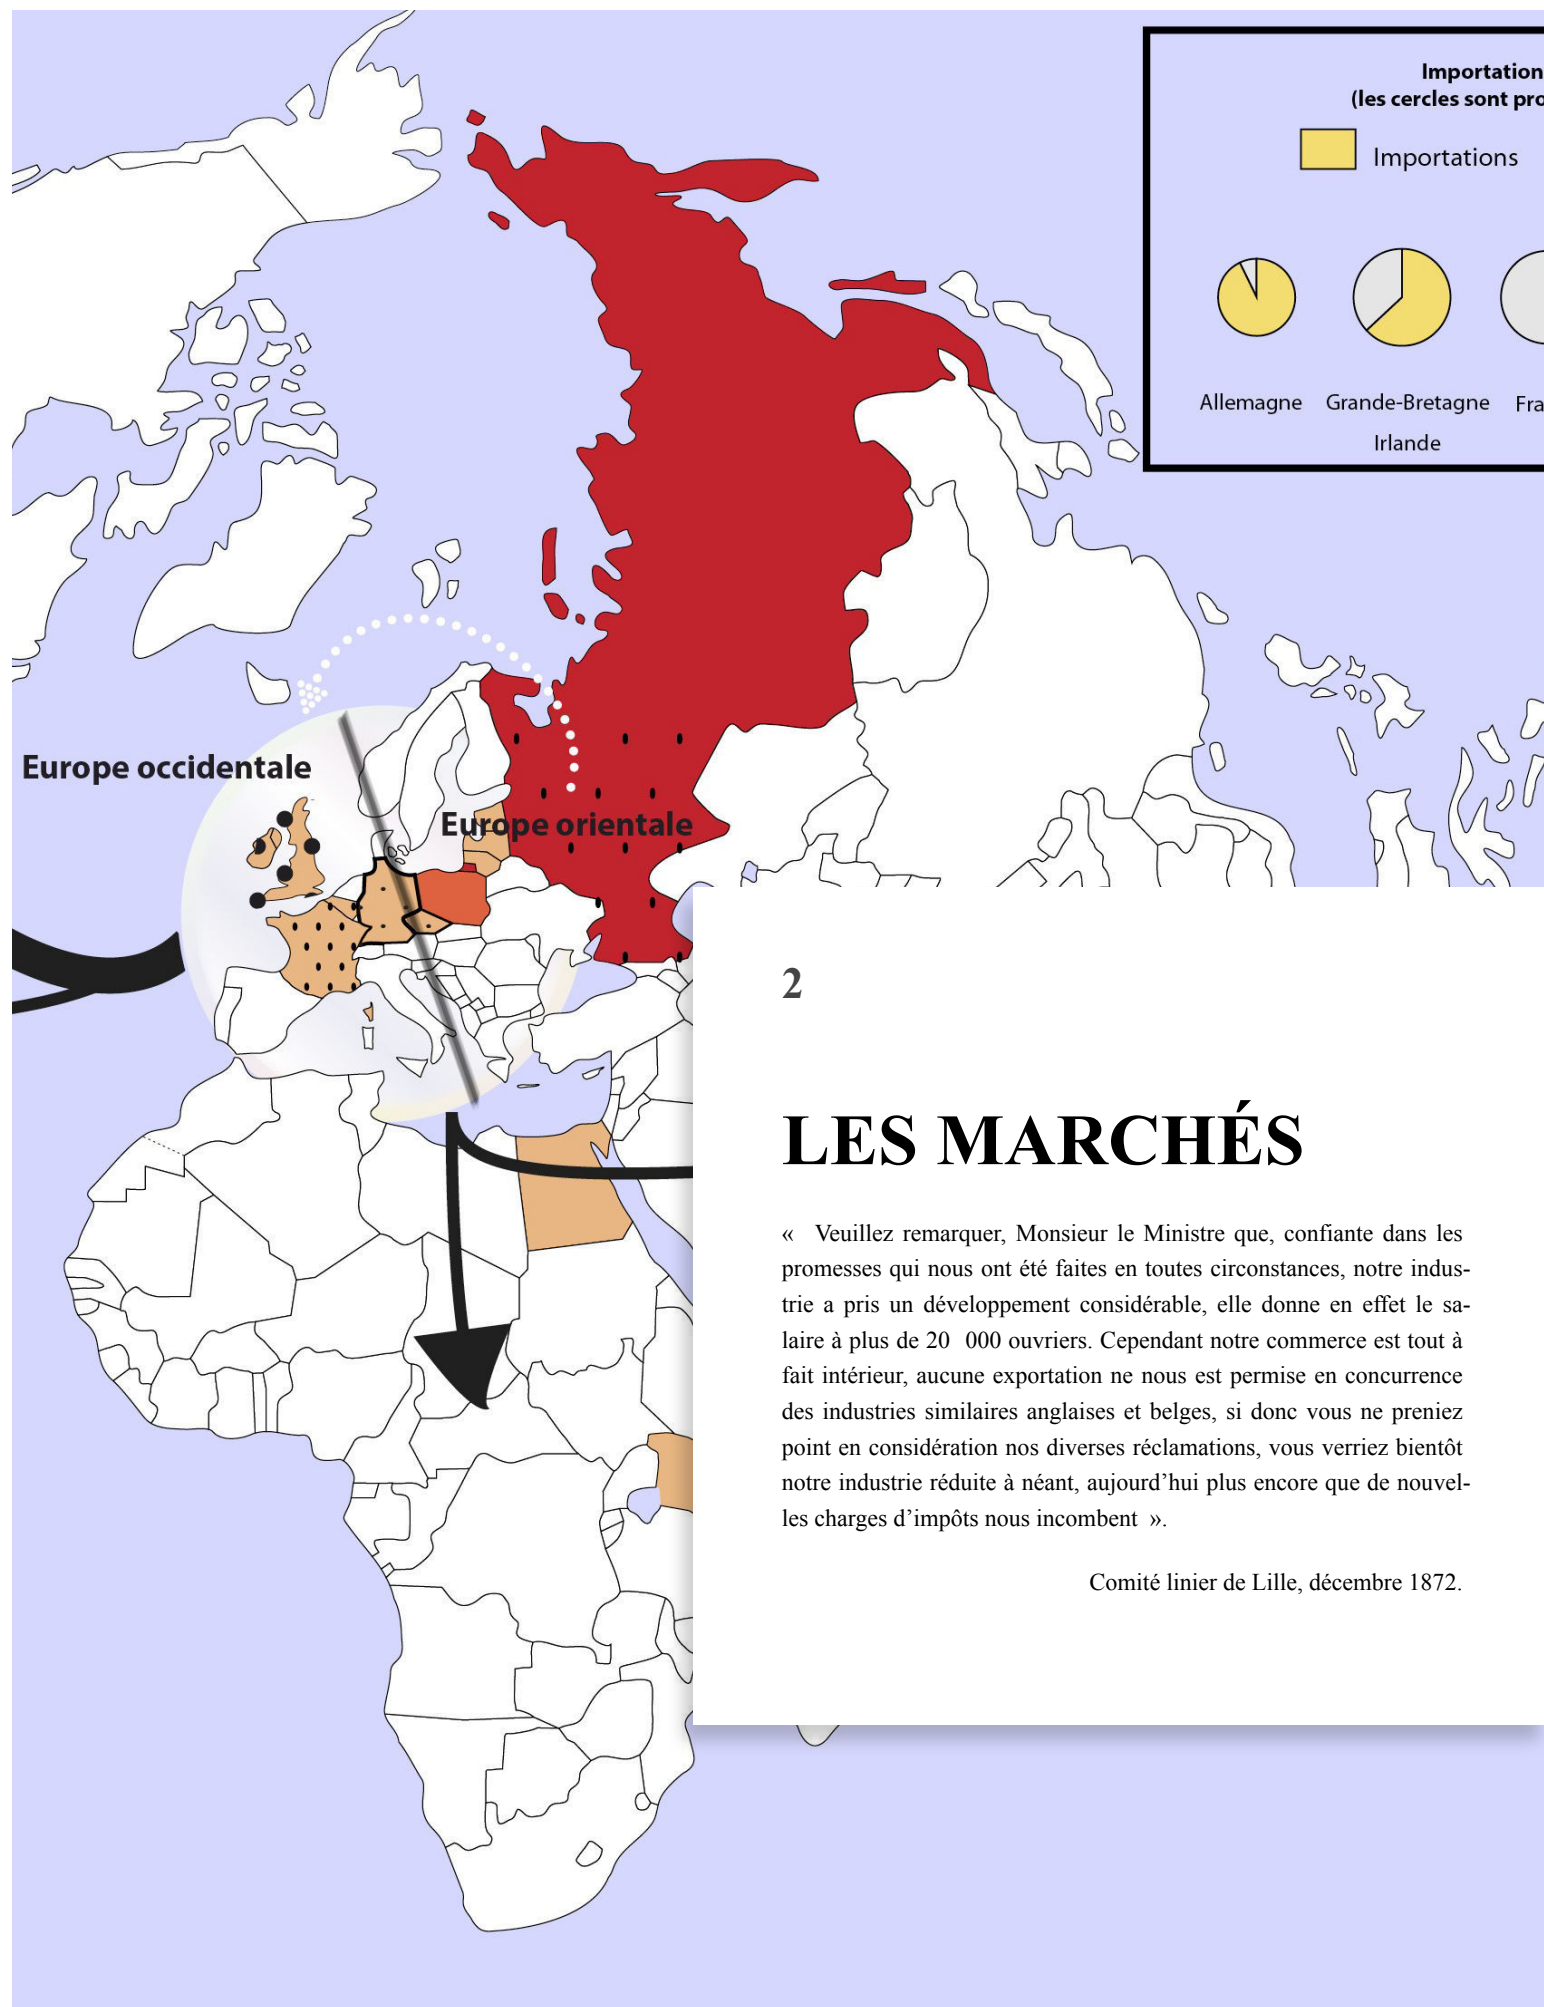 Importation
(les cercles sont pro
Importations
Allemagne
Grande-Bretagne
Irlande
Fra
Europe occidentale
Europe orientale
2
LES MARCHÉS
«  Veuillez remarquer, Monsieur le Ministre que, confiante dans les
promesses qui nous ont été faites en toutes circonstances, notre indus-
trie a pris un développement considérable, elle donne en effet le sa-
laire à plus de 20  000 ouvriers. Cependant notre commerce est tout à
fait intérieur, aucune exportation ne nous est permise en concurrence
des industries similaires anglaises et belges, si donc vous ne preniez
point en considération nos diverses réclamations, vous verriez bientôt
notre industrie réduite à néant, aujourd’hui plus encore que de nouvel-
les charges d’impôts nous incombent  ».
Comité linier de Lille, décembre 1872.